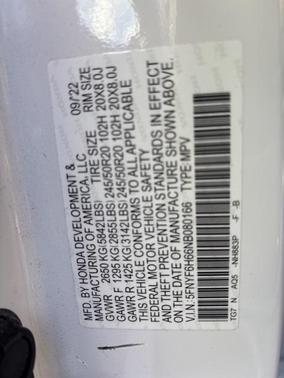 MFD. BY HONDA DEVELOPMENT & 09/22
MANUFACTURING OF AMERICA, LLC
TIRE SIZE RIM SIZE
GVWR 2650 KG(5842LBS)
GAWR F 1295 KG(2855LBS) 245/50R20 102H 20X8.0J
GAWR R 1425 KG(3142LBS) 245/50R20 102H 20X8.0J
THIS VEHICLE CONFORMS TO ALL APPLICABLE
FEDERAL MOTOR VEHICLE SAFETY
AND THEFT PREVENTION STANDARDS IN EFFECT
ON THE DATE OF MANUFACTURE SHOWN ABOVE.
V.I.N: 5FNYF6H66NB080166 TYPE: MPV
TG7 N A05 NH883P -F -B